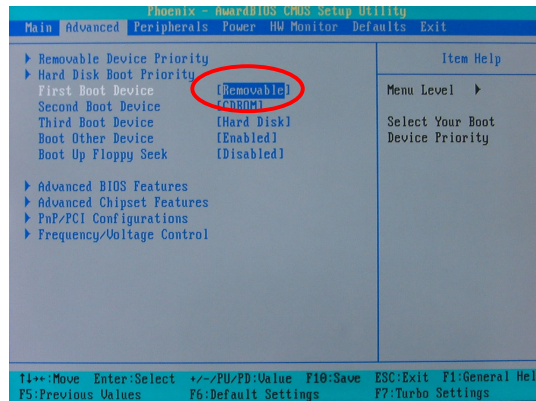 Phoenix - AwardBIOS CMOS Setup Utility
Main Advanced Peripherals Power HW Monitor Defaults Exit
Removable Device Priority
Hard Disk Boot Priority
First Boot Device [Removable]
Second Boot Device [CDROM]
Third Boot Device [Hard Disk]
Boot Other Device [Enabled]
Boot Up Floppy Seek [Disabled]
Advanced BIOS Features
Advanced Chipset Features
PnP/PCI Configurations
Frequency/Voltage Control
Item Help
Menu Level
Select Your Boot
Device Priority
↑↓→←:Move Enter:Select +/-/PU/PD:Value F10:Save ESC:Exit F1:General Hel
F5:Previous Values F6:Default Settings F7:Turbo Settings